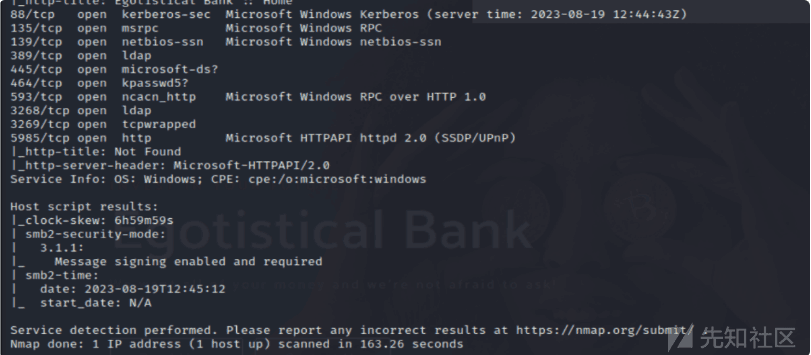 |_http-title: Egotistical Bank :: Home
88/tcp   open  kerberos-sec  Microsoft Windows Kerberos (server time: 2023-08-19 12:44:43Z)
135/tcp  open  msrpc         Microsoft Windows RPC
139/tcp  open  netbios-ssn   Microsoft Windows netbios-ssn
389/tcp  open  ldap
445/tcp  open  microsoft-ds?
464/tcp  open  kpasswd5?
593/tcp  open  ncacn_http    Microsoft Windows RPC over HTTP 1.0
3268/tcp open  ldap
3269/tcp open  tcpwrapped
5985/tcp open  http          Microsoft HTTPAPI httpd 2.0 (SSDP/UPnP)
|_http-title: Not Found
|_http-server-header: Microsoft-HTTPAPI/2.0
Service Info: OS: Windows; CPE: cpe:/o:microsoft:windows
Host script results:
|_clock-skew: 6h59m59s
| smb2-security-mode:
|   3.1.1:
|_    Message signing enabled and required
| smb2-time:
|   date: 2023-08-19T12:45:12
|_  start_date: N/A
Egotistical Bank
and we're not afraid to ask
Service detection performed. Please report any incorrect results at https://nmap.org/submit/ .
Nmap done: 1 IP address (1 host up) scanned in 163.26 seconds
先知社区